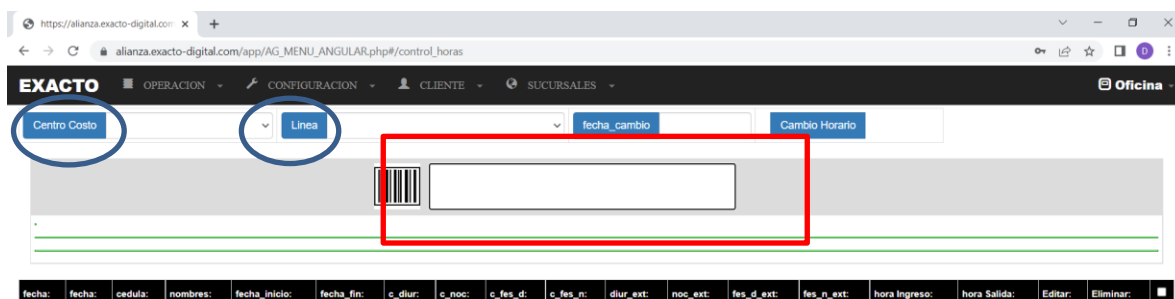 https://alianza.exacto-digital.com
alianza.exacto-digital.com/app/AG_MENU_ANGULAR.php#/control_horas
D
EXACTO OPERACION CONFIGURACION CLIENTE SUCURSALES Oficina
Centro Costo Linea fecha_cambio Cambio Horario
fecha: fecha: cedula: nombres: fecha_inicio: fecha_fin: c_diur: c_noc: c_fes_d: c_fes_n: diur_ext: noc_ext: fes_d_ext: fes_n_ext: hora Ingreso: hora Salida: Editar: Eliminar: